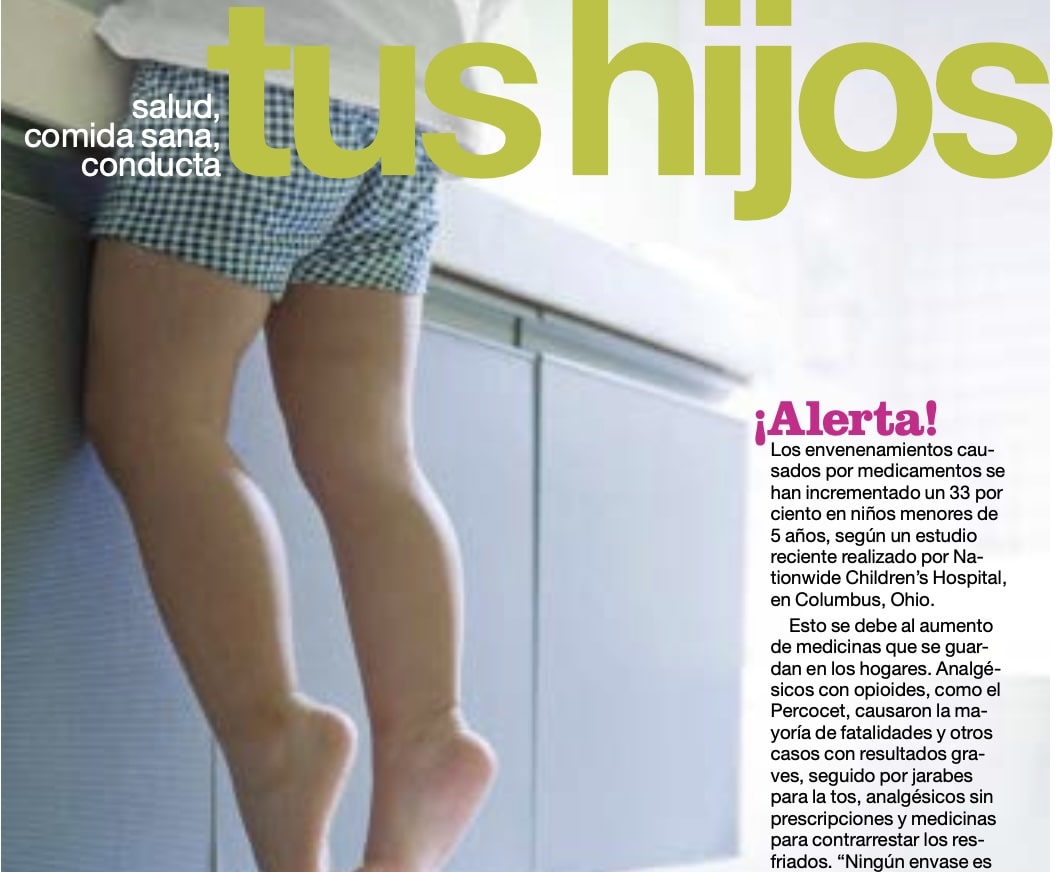 tus hijos
salud,
comida sana,
conducta
¡Alerta!
Los envenenamientos cau-
sados por medicamentos se
han incrementado un 33 por
ciento en niños menores de
5 años, según un estudio
reciente realizado por Na-
tionwide Children’s Hospital,
en Columbus, Ohio.
Esto se debe al aumento
de medicinas que se guar-
dan en los hogares. Analgé-
sicos con opioides, como el
Percocet, causaron la ma-
yoría de fatalidades y otros
casos con resultados gra-
ves, seguido por jarabes
para la tos, analgésicos sin
prescripciones y medicinas
para contrarrestar los res-
friados. “Ningún envase es